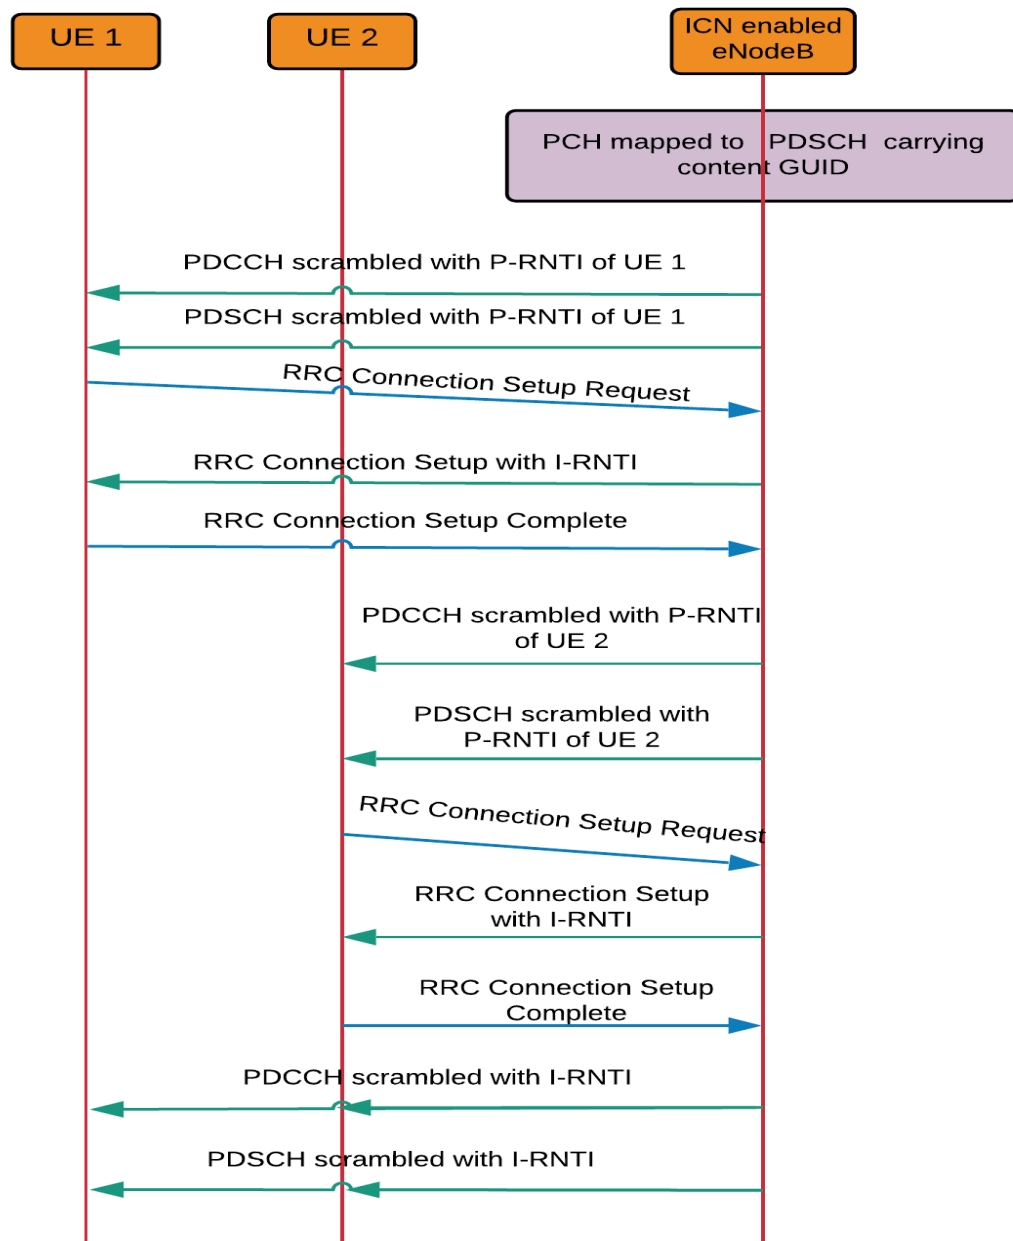 UE 1
UE 2
ICN enabled
eNodeB
PCH mapped to PDSCH carrying
content GUID
PDCCH scrambled with P-RNTI of UE 1
PDSCH scrambled with P-RNTI of UE 1
RRC Connection Setup Request
RRC Connection Setup with I-RNTI
RRC Connection Setup Complete
PDCCH scrambled with P-RNTI
of UE 2
PDSCH scrambled with
P-RNTI of UE 2
RRC Connection Setup Request
RRC Connection Setup
with I-RNTI
RRC Connection Setup
Complete
PDCCH scrambled with I-RNTI
PDSCH scrambled with I-RNTI